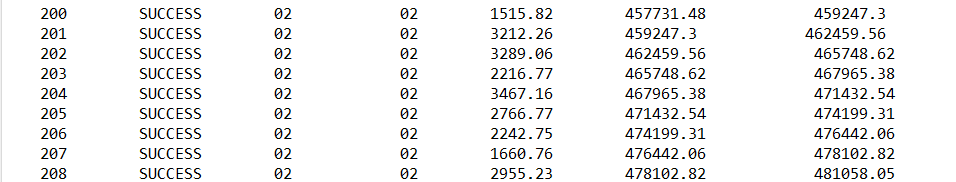 200 SUCCESS 02 02 1515.82 457731.48 459247.3
201 SUCCESS 02 02 3212.26 459247.3 462459.56
202 SUCCESS 02 02 3289.06 462459.56 465748.62
203 SUCCESS 02 02 2216.77 465748.62 467965.38
204 SUCCESS 02 02 3467.16 467965.38 471432.54
205 SUCCESS 02 02 2766.77 471432.54 474199.31
206 SUCCESS 02 02 2242.75 474199.31 476442.06
207 SUCCESS 02 02 1660.76 476442.06 478102.82
208 SUCCESS 02 02 2955.23 478102.82 481058.05